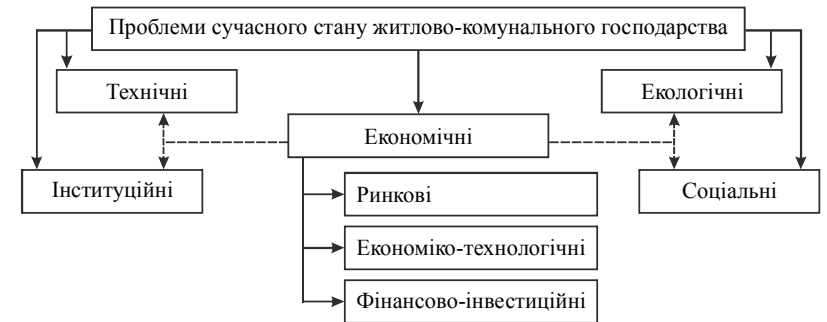 Проблеми сучасного стану житлово-комунального господарства
Технічні
Екологічні
Економічні
Інституційні
Соціальні
Ринкові
Економіко-технологічні
Фінансово-інвестиційні